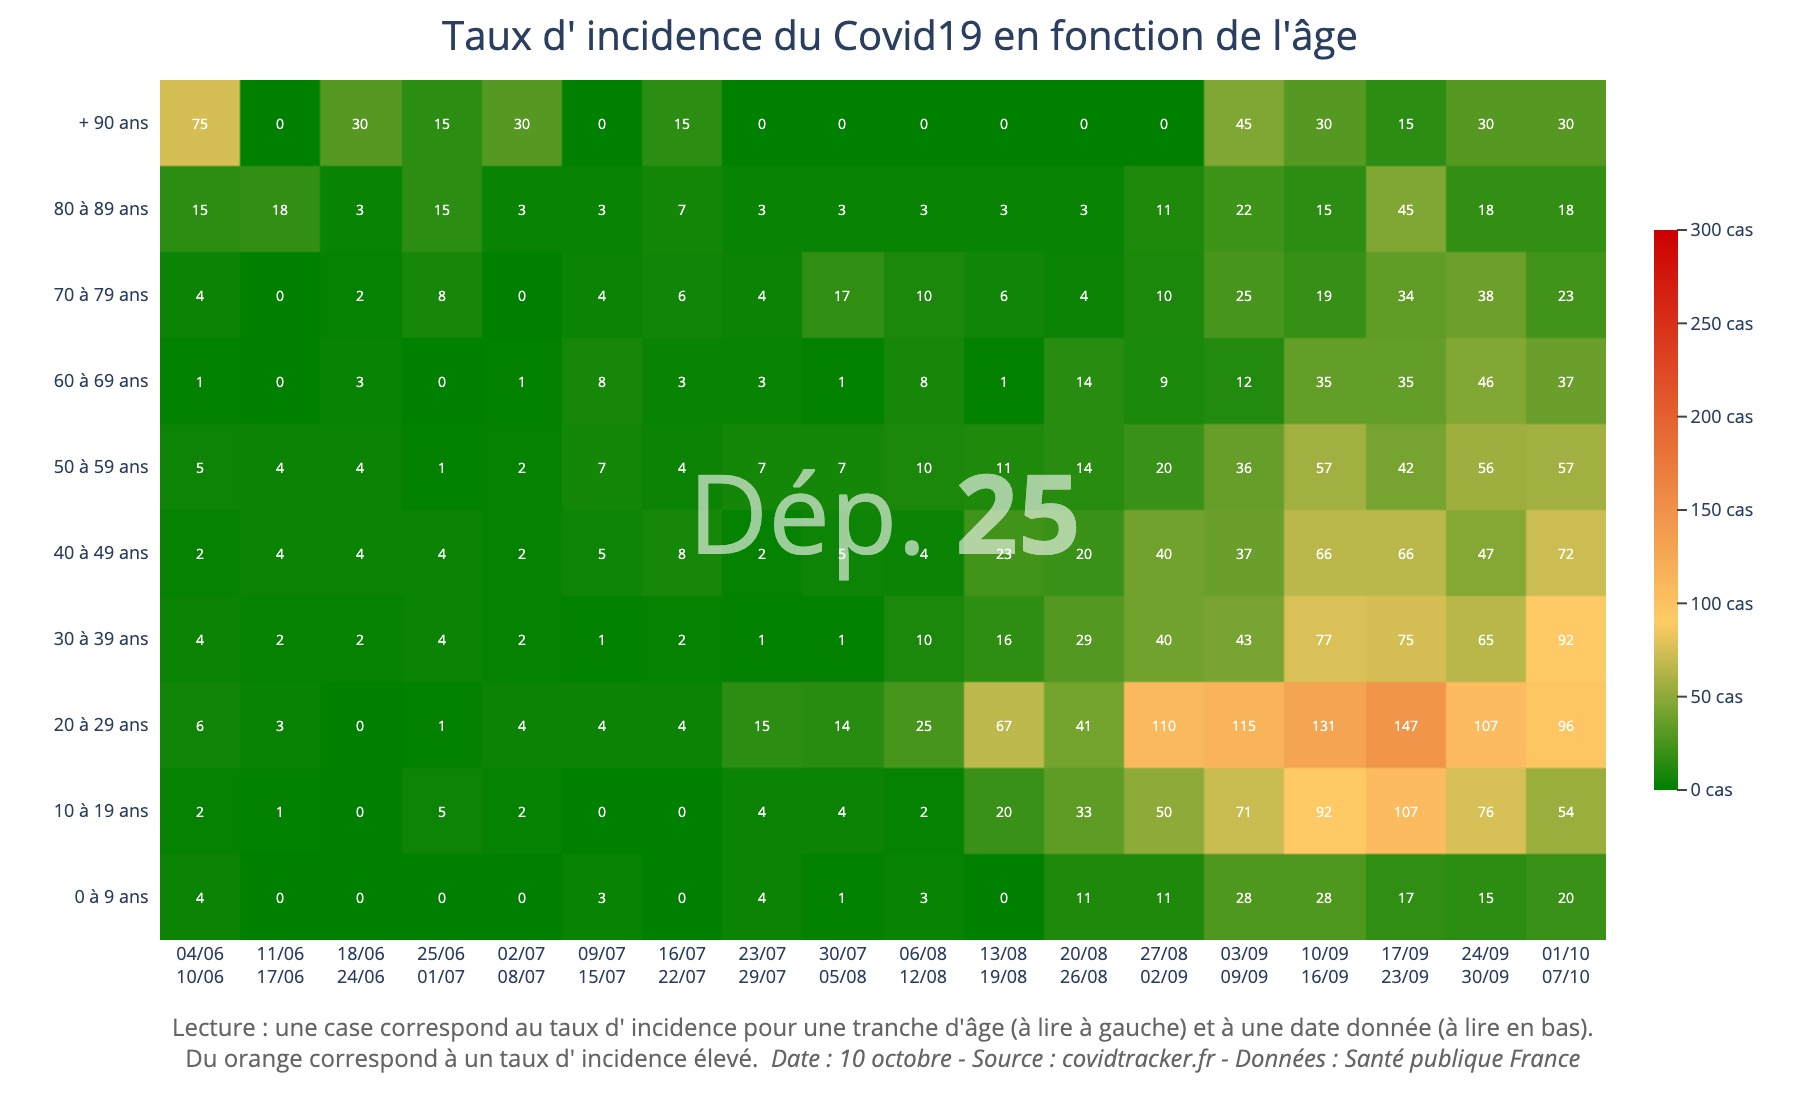 Taux d' incidence du Covid19 en fonction de l'âge
+ 90 ans 75 0 30 15 30 0 15 0 0 0 0 0 0 45 30 15 30 30
80 à 89 ans 15 18 3 15 3 3 7 3 3 3 3 3 11 22 15 45 18 18
70 à 79 ans 4 0 2 8 0 4 6 4 17 10 6 4 10 25 19 34 38 23
60 à 69 ans 1 0 3 0 1 8 3 3 1 8 1 14 9 12 35 35 46 37
50 à 59 ans 5 4 4 1 2 7 4 7 7 10 11 14 20 36 57 42 56 57
Dép. 25
40 à 49 ans 2 4 4 4 2 5 8 2 5 4 23 20 40 37 66 66 47 72
30 à 39 ans 4 2 2 4 2 1 2 1 1 10 16 29 40 43 77 75 65 92
20 à 29 ans 6 3 0 1 4 4 4 15 14 25 67 41 110 115 131 147 107 96
10 à 19 ans 2 1 0 5 2 0 0 4 4 2 20 33 50 71 92 107 76 54
0 à 9 ans 4 0 0 0 0 3 0 4 1 3 0 11 11 28 28 17 15 20
04/06 11/06 18/06 25/06 02/07 09/07 16/07 23/07 30/07 06/08 13/08 20/08 27/08 03/09 10/09 17/09 24/09 01/10
10/06 17/06 24/06 01/07 08/07 15/07 22/07 29/07 05/08 12/08 19/08 26/08 02/09 09/09 16/09 23/09 30/09 07/10
300 cas
250 cas
200 cas
150 cas
100 cas
50 cas
0 cas
Lecture : une case correspond au taux d' incidence pour une tranche d'âge (à lire à gauche) et à une date donnée (à lire en bas).
Du orange correspond à un taux d' incidence élevé. Date : 10 octobre - Source : covidtracker.fr - Données : Santé publique France